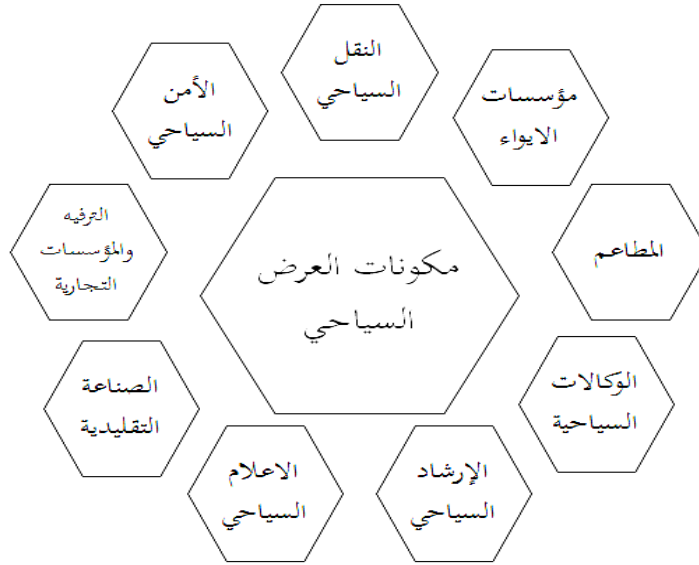 النقل
السياحي
مؤسسات
الايواء
الأمن
السياحي
المطاعم
الترفيه
والمؤسسات
التجارية
مكونات العرض
السياحي
الوكالات
السياحية
الصناعة
التقليدية
الإرشاد
السياحي
الاعلام
السياحي